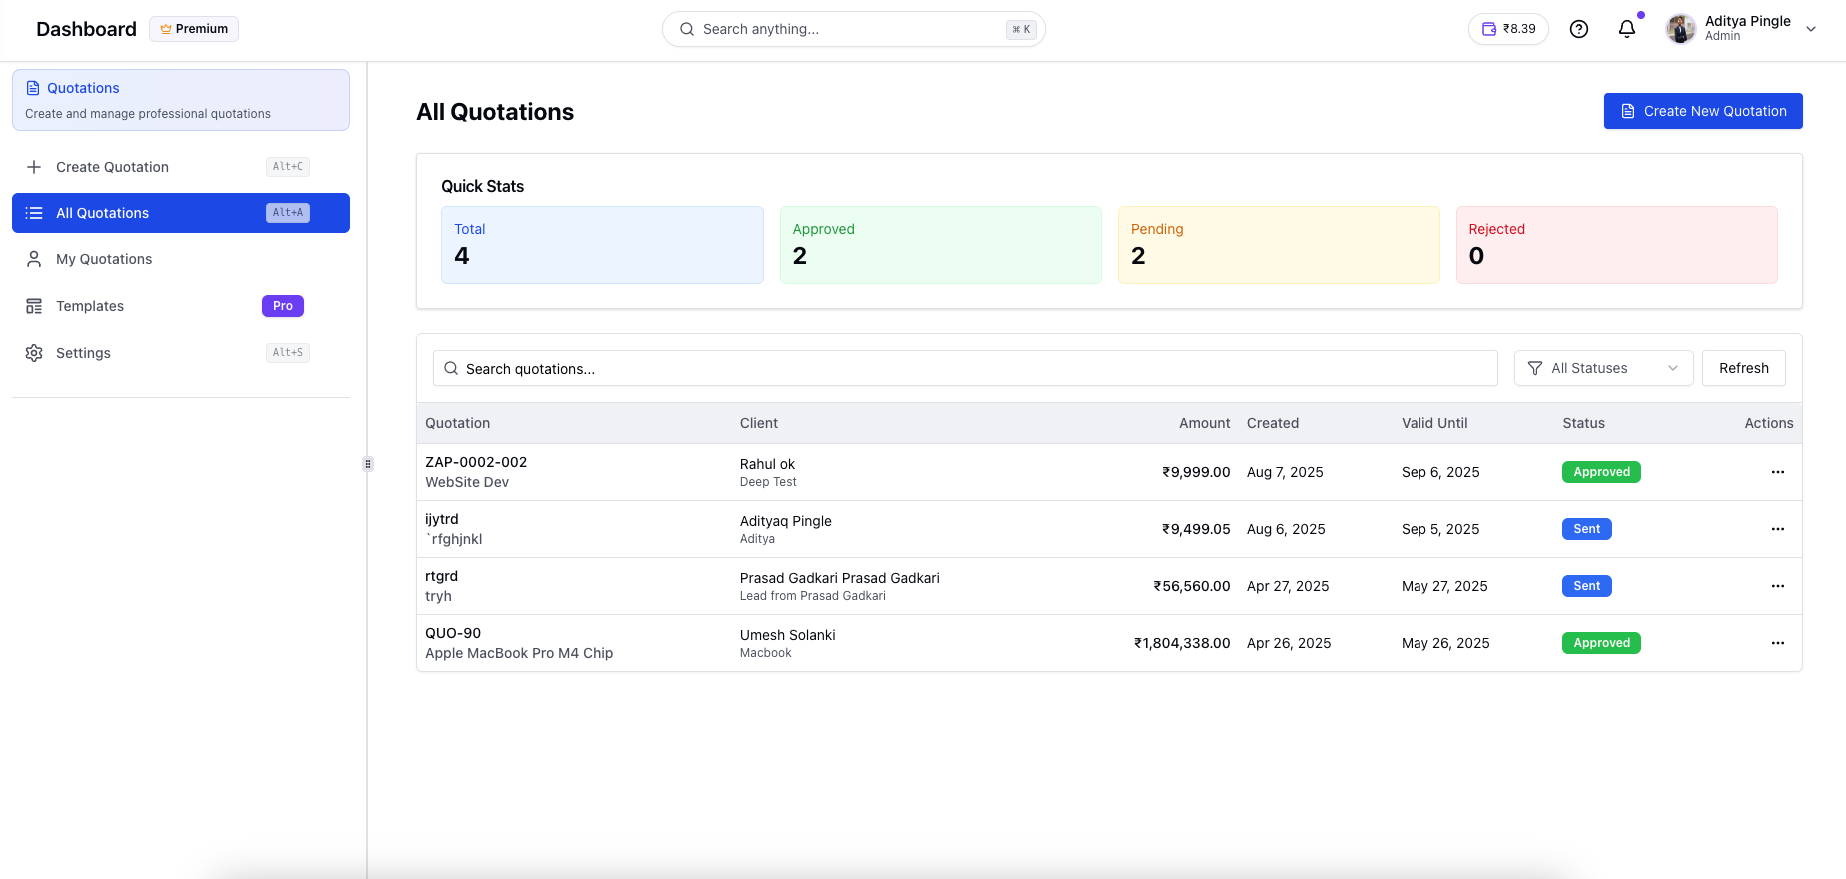 Dashboard
Premium
Search anything...
⌘ K
₹8.39
Aditya Pingle
Admin
Quotations
Create and manage professional quotations
Create Quotation Alt+C
All Quotations Alt+A
My Quotations
Templates Pro
Settings Alt+S
All Quotations
Create New Quotation
Quick Stats
Total
4
Approved
2
Pending
2
Rejected
0
Search quotations...
All Statuses
Refresh
Quotation Client Amount Created Valid Until Status Actions
ZAP-0002-002
WebSite Dev
Rahul ok
Deep Test
₹9,999.00 Aug 7, 2025 Sep 6, 2025 Approved
ijytrd
`rfghjnkl
Adityaq Pingle
Aditya
₹9,499.05 Aug 6, 2025 Sep 5, 2025 Sent
rtgrd
tryh
Prasad Gadkari Prasad Gadkari
Lead from Prasad Gadkari
₹56,560.00 Apr 27, 2025 May 27, 2025 Sent
QUO-90
Apple MacBook Pro M4 Chip
Umesh Solanki
Macbook
₹1,804,338.00 Apr 26, 2025 May 26, 2025 Approved